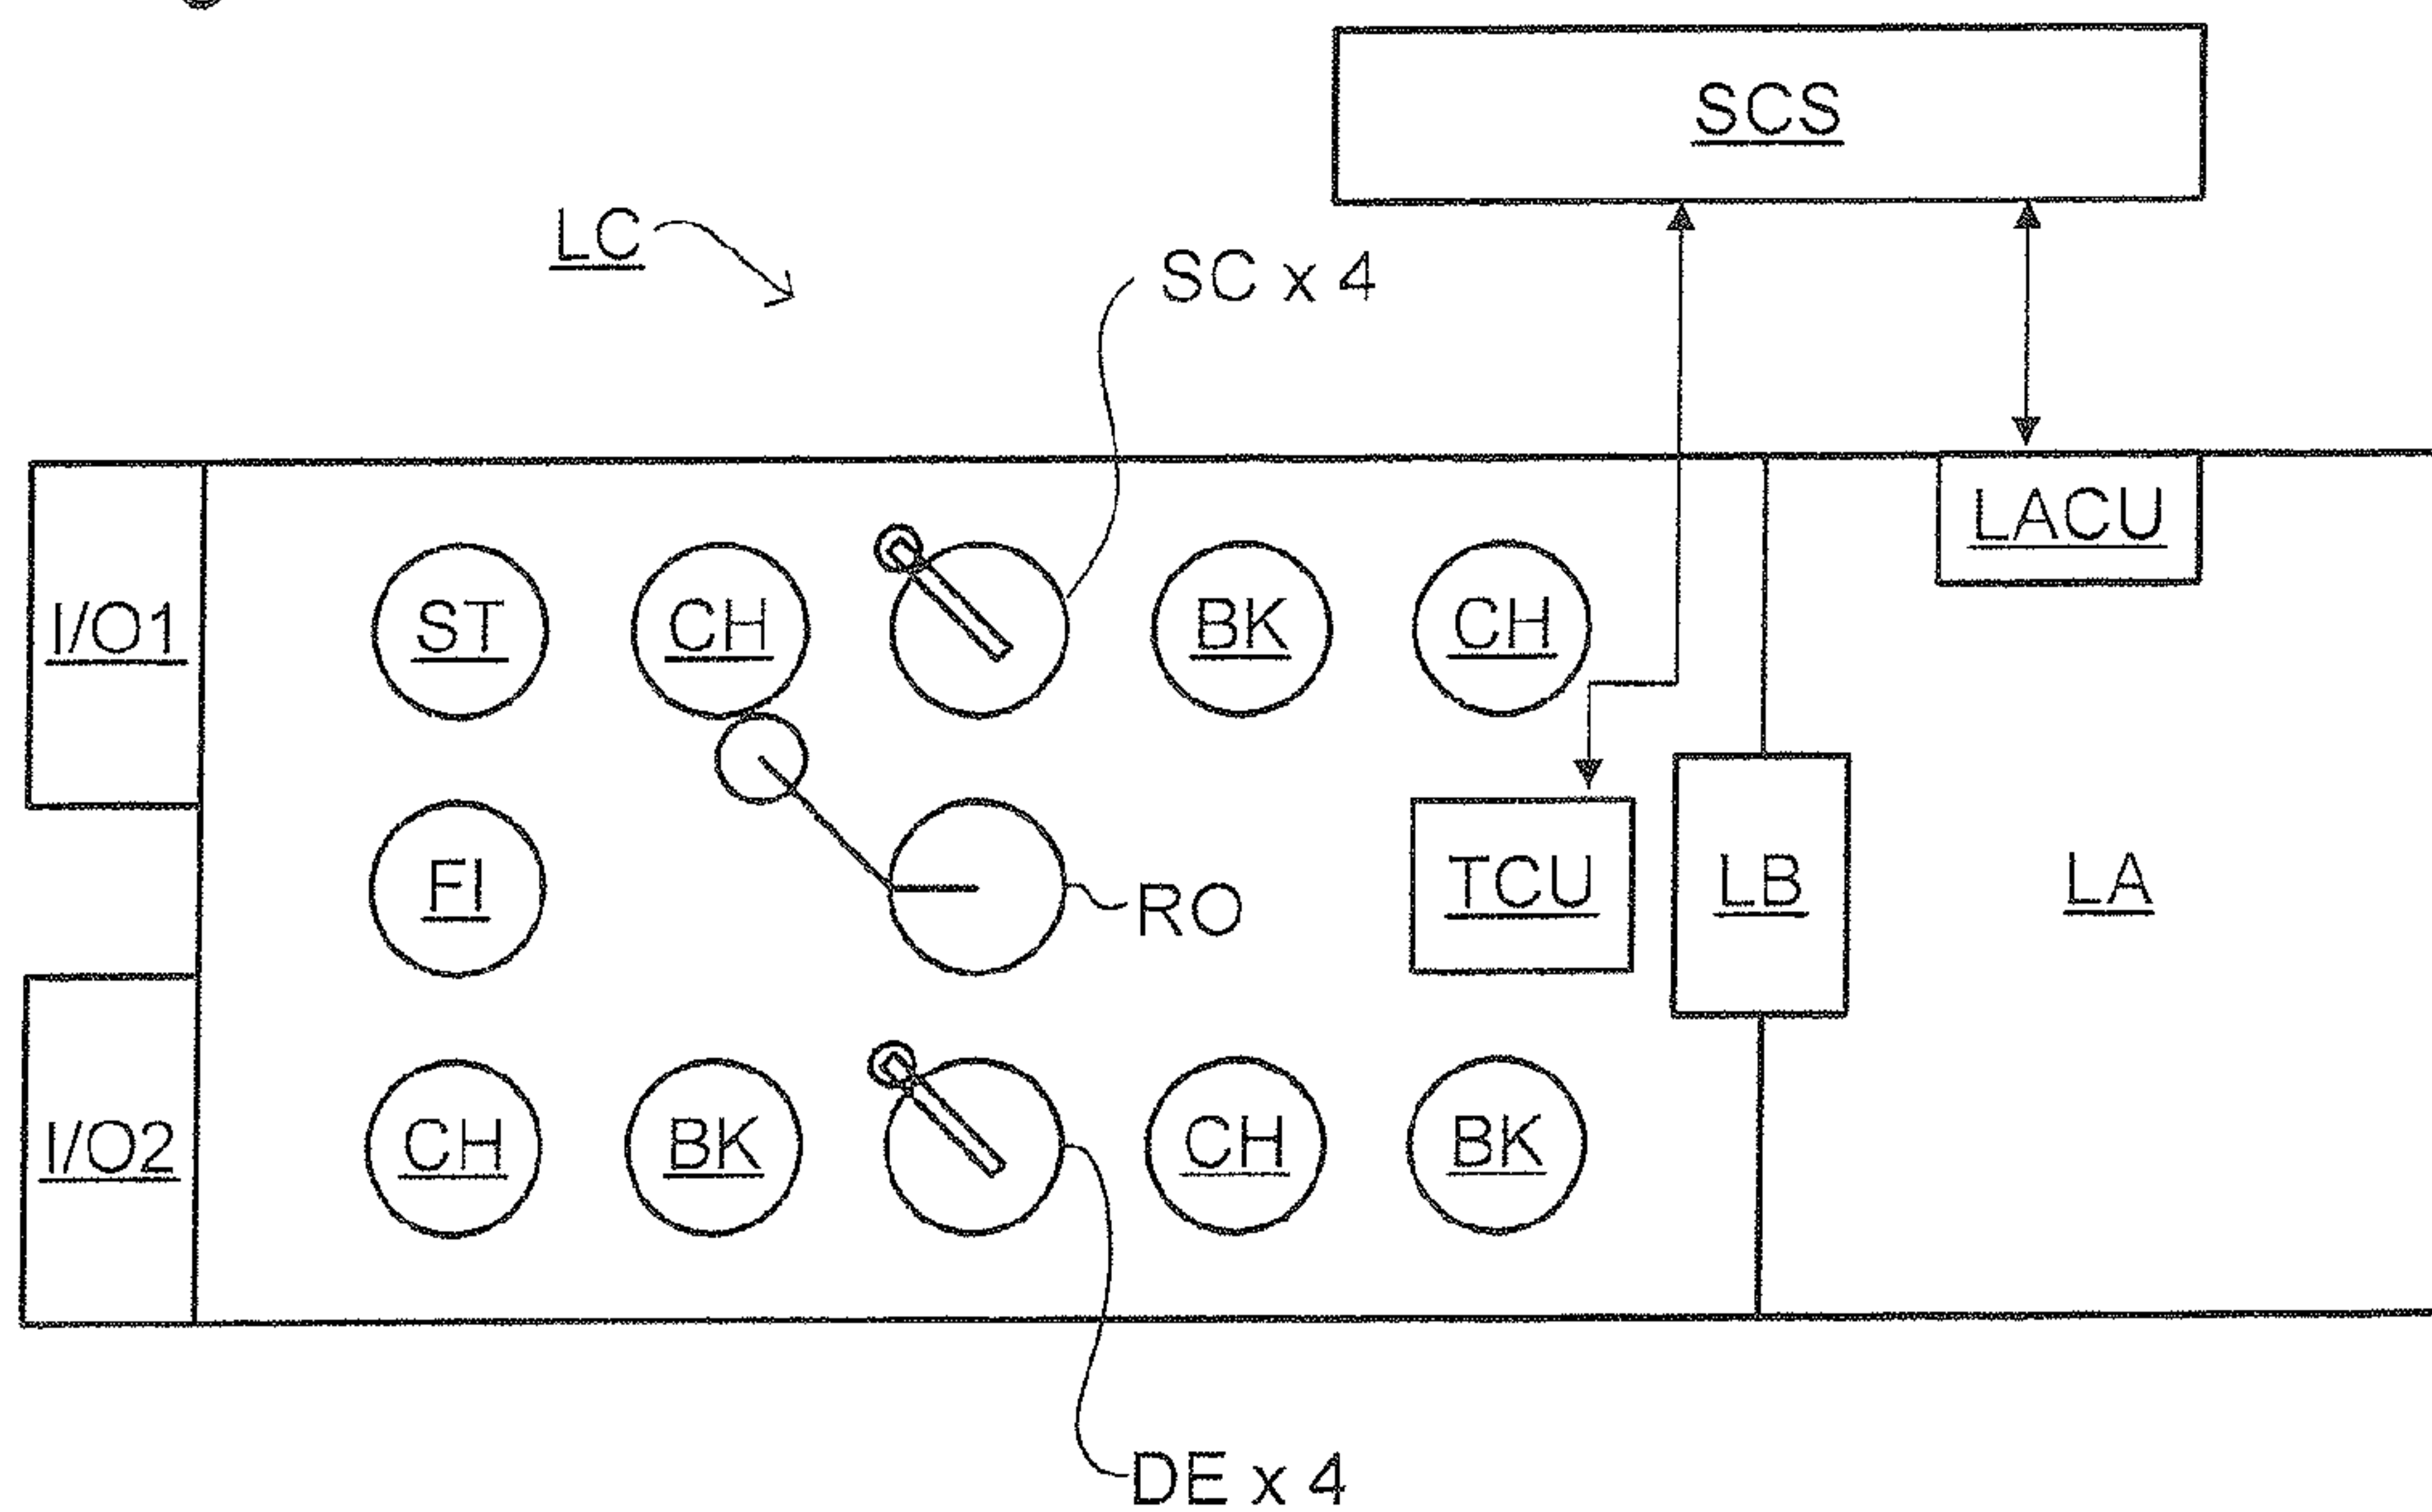 SCS
LC
SC x 4
LACU
I/O1
ST
CH
BK
CH
FI
RO
TCU
LB
LA
I/O2
CH
BK
CH
BK
DE x 4